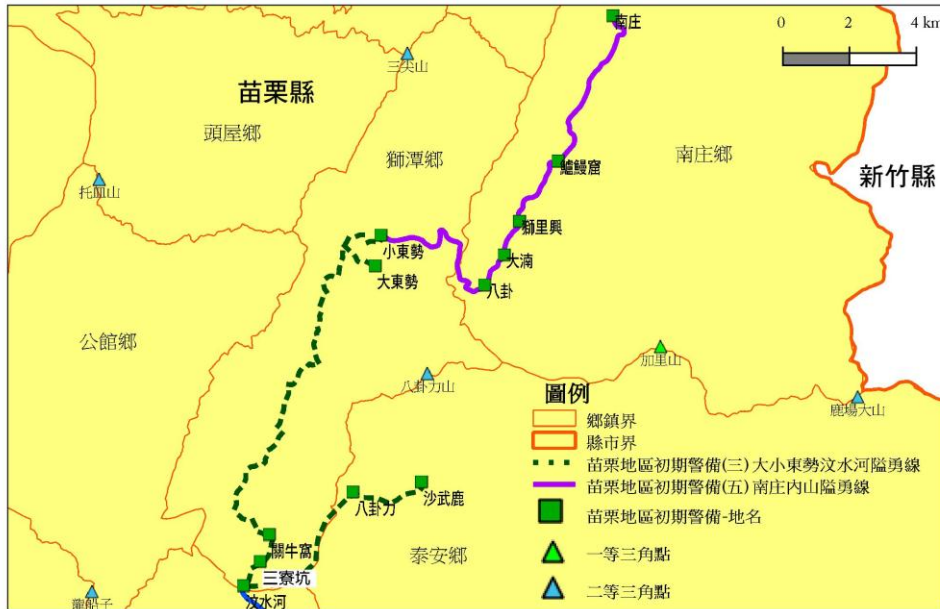 南庄
0 2 4 km
三尖山
苗栗縣
頭屋鄉
獅潭鄉
南庄鄉
鱸鰻窟
新竹縣
獅里興
小東勢
大湳
大東勢
八卦
公館鄉
加里山
八卦力山
鹿場大山
圖例
鄉鎮界
縣市界
苗栗地區初期警備(三)大小東勢汶水河隘勇線
苗栗地區初期警備(五)南庄內山隘勇線
苗栗地區初期警備-地名
一等三角點
二等三角點
沙武鹿
八卦力
泰安鄉
關牛窩
三寮坑
汶水河
龍船子